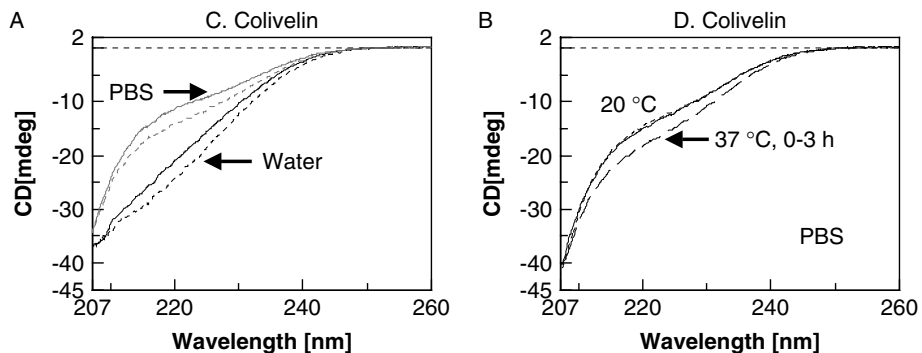 A
C. Colivelin
2
-10
-20
-30
-40
-45
CD[mdeg]
PBS
Water
207
220
240
260
Wavelength [nm]
B
D. Colivelin
2
-10
-20
-30
-40
-45
CD[mdeg]
20 °C
37 °C, 0-3 h
PBS
207
220
240
260
Wavelength [nm]